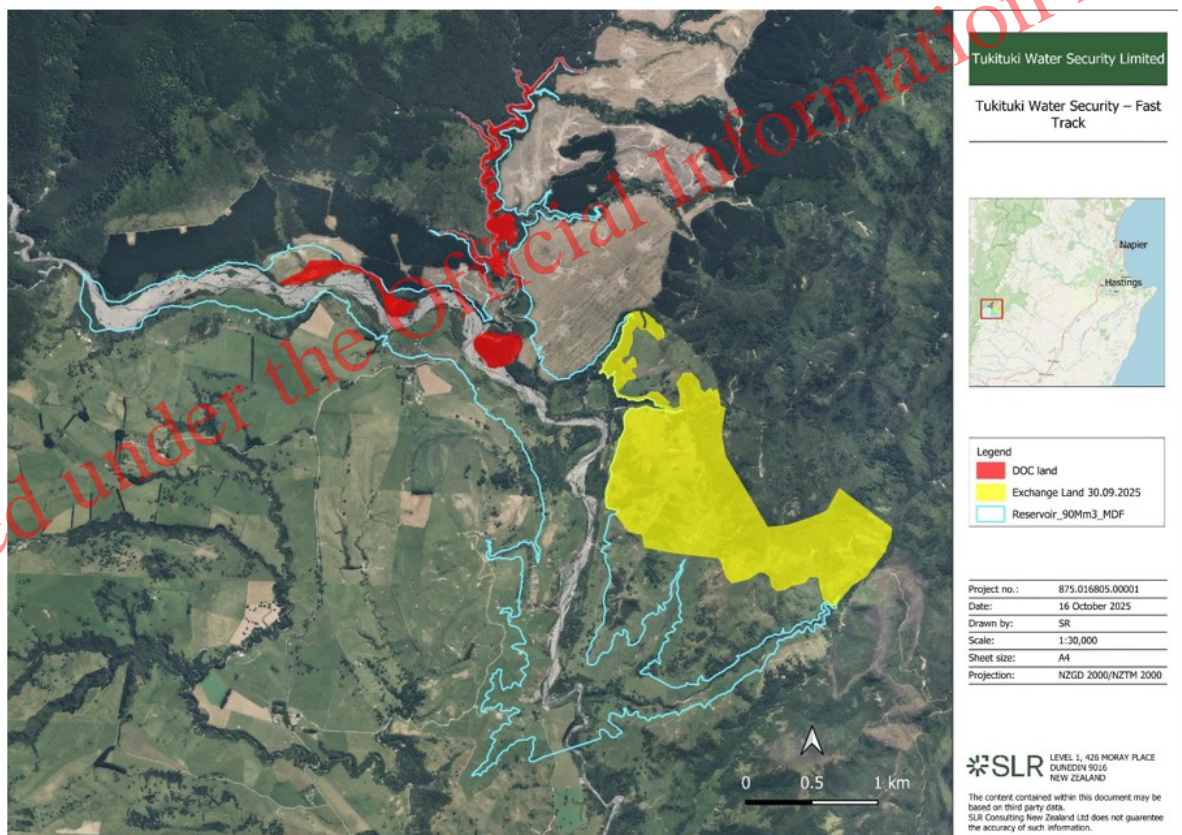 Released under the Official Information
Tukituki Water Security Limited
Tukituki Water Security – Fast
Track
Napier
Hastings
Legend
DOC land
Exchange Land 30.09.2025
Reservoir_90Mm3_MDF
Project no.: 875.016805.00001
Date: 16 October 2025
Drawn by: SR
Scale: 1:30,000
Sheet size: A4
Projection: NZGD 2000/NZTM 2000
0 0.5 1 km
SLR
LEVEL 1, 426 MORAY PLACE
DUNEDIN 9016
NEW ZEALAND
The content contained within this document may be
based on third party data.
SLR Consulting New Zealand Ltd does not guarentee
the accuracy of such information.